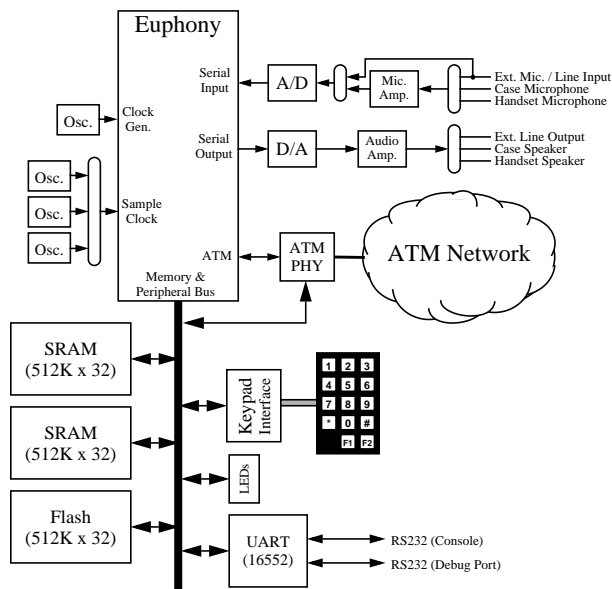 Euphony
Serial
Input
A/D
Mic.
Amp.
Ext. Mic. / Line Input
Case Microphone
Handset Microphone
Osc.
Clock
Gen.
Serial
Output
D/A
Audio
Amp.
Ext. Line Output
Case Speaker
Handset Speaker
Osc.
Osc.
Osc.
Sample
Clock
ATM
ATM
PHY
ATM Network
Memory &
Peripheral Bus
SRAM
(512K x 32)
Keypad
Interface
1 2 3
4 5 6
7 8 9
* 0 #
F1 F2
SRAM
(512K x 32)
LEDs
Flash
(512K x 32)
UART
(16552)
RS232 (Console)
RS232 (Debug Port)